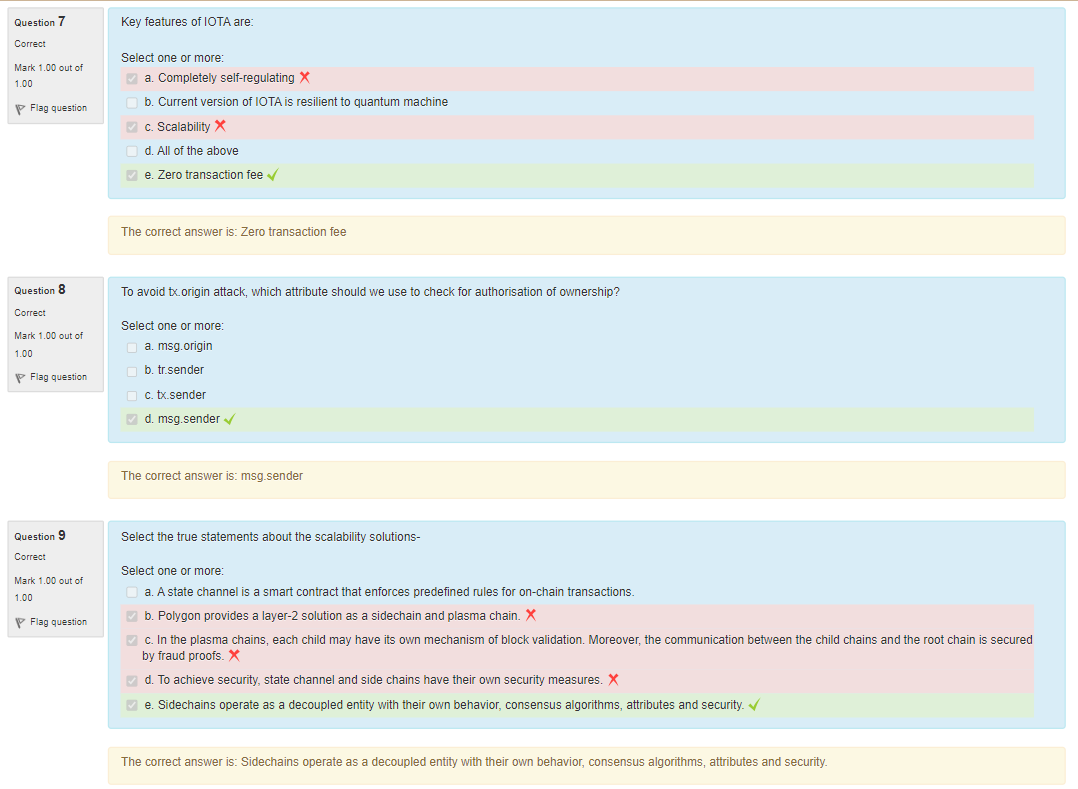 Question 7
Correct
Mark 1.00 out of
1.00
Flag question
Key features of IOTA are:
Select one or more:
a. Completely self-regulating
b. Current version of IOTA is resilient to quantum machine
c. Scalability
d. All of the above
e. Zero transaction fee
The correct answer is: Zero transaction fee
Question 8
Correct
Mark 1.00 out of
1.00
Flag question
To avoid tx.origin attack, which attribute should we use to check for authorisation of ownership?
Select one or more:
a. msg.origin
b. tr.sender
c. tx.sender
d. msg.sender
The correct answer is: msg.sender
Question 9
Correct
Mark 1.00 out of
1.00
Flag question
Select the true statements about the scalability solutions-
Select one or more:
a. A state channel is a smart contract that enforces predefined rules for on-chain transactions.
b. Polygon provides a layer-2 solution as a sidechain and plasma chain.
c. In the plasma chains, each child may have its own mechanism of block validation. Moreover, the communication between the child chains and the root chain is secured
by fraud proofs.
d. To achieve security, state channel and side chains have their own security measures.
e. Sidechains operate as a decoupled entity with their own behavior, consensus algorithms, attributes and security.
The correct answer is: Sidechains operate as a decoupled entity with their own behavior, consensus algorithms, attributes and security.